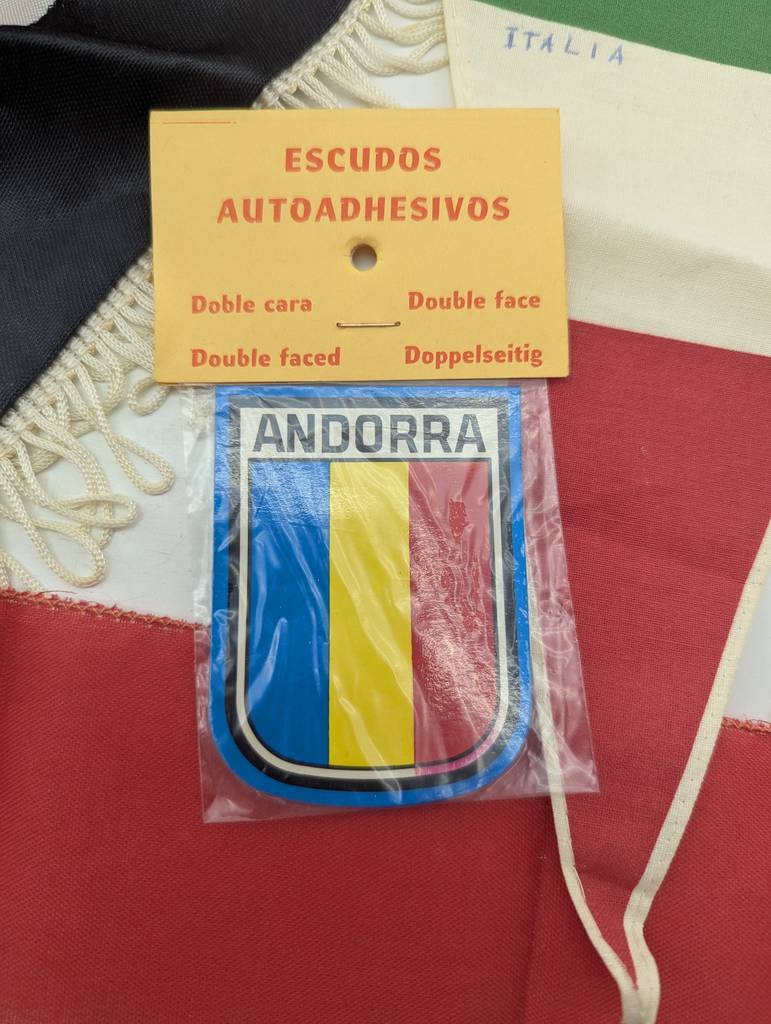 ITALIA
ESCUDOS
AUTOADHESIVOS
Doble cara Double face
Double faced Doppelseitig
ANDORRA